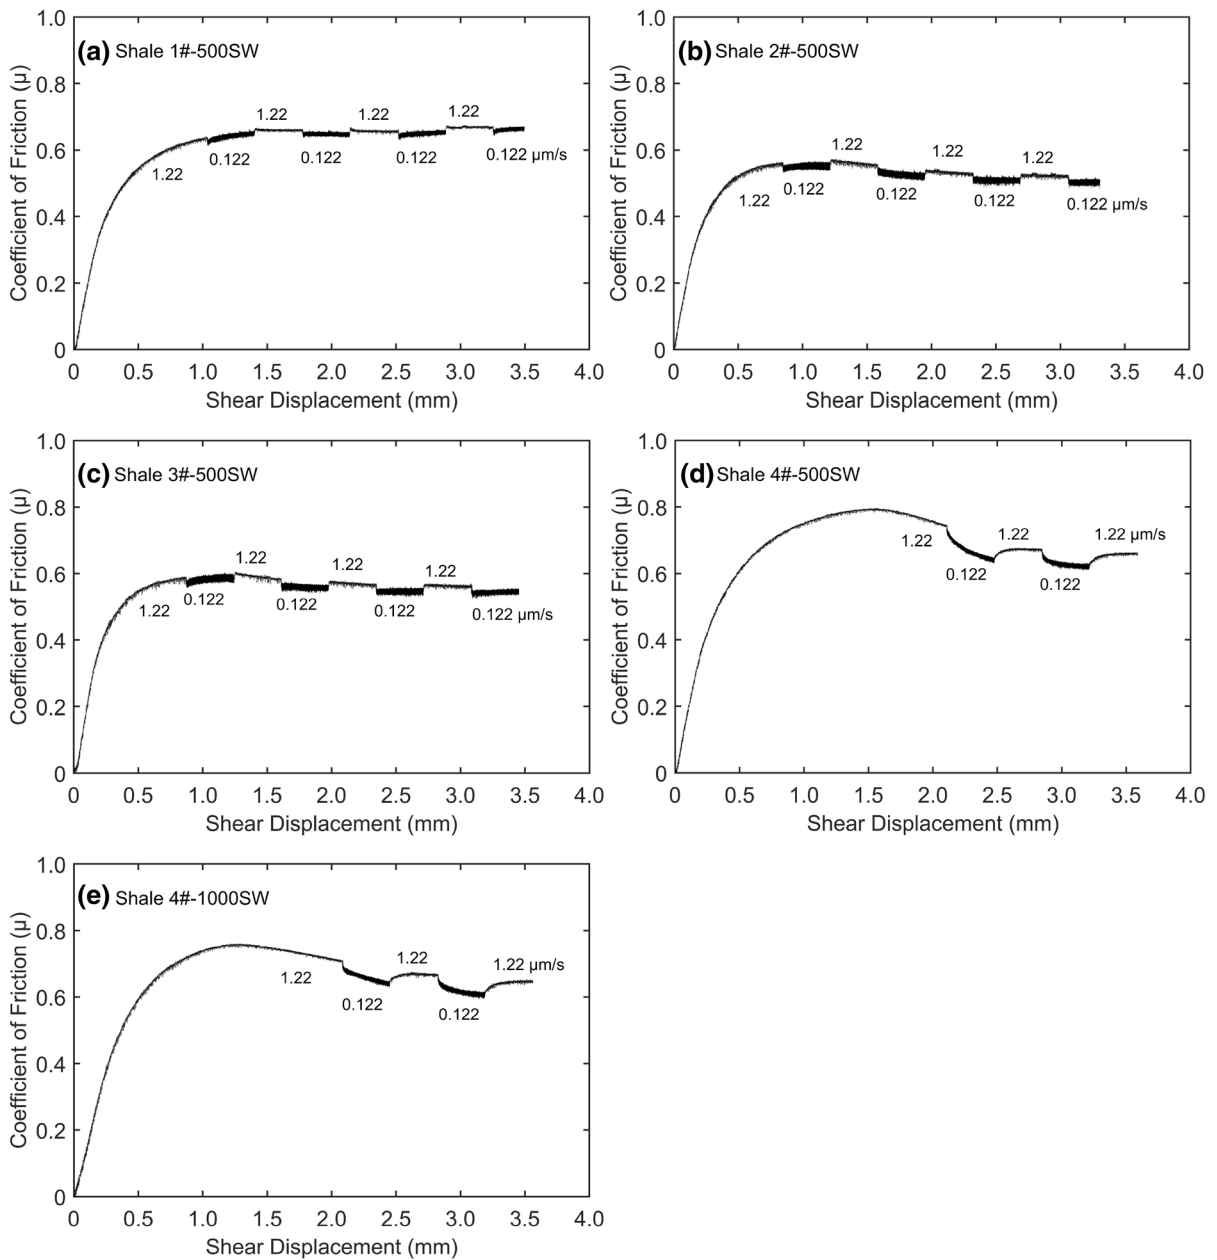 (a) Shale 1#-500SW
Coefficient of Friction (μ)
1.0
0.8
0.6
0.4
0.2
0
1.22
1.22
1.22
1.22
0.122
0.122
0.122
0.122 μm/s
0 0.5 1.0 1.5 2.0 2.5 3.0 3.5 4.0
Shear Displacement (mm)
(b) Shale 2#-500SW
Coefficient of Friction (μ)
1.0
0.8
0.6
0.4
0.2
0
1.22
1.22
1.22
1.22
0.122
0.122
0.122
0.122 μm/s
0 0.5 1.0 1.5 2.0 2.5 3.0 3.5 4.0
Shear Displacement (mm)
(c) Shale 3#-500SW
Coefficient of Friction (μ)
1.0
0.8
0.6
0.4
0.2
0
1.22
1.22
1.22
1.22
0.122
0.122
0.122
0.122 μm/s
0 0.5 1.0 1.5 2.0 2.5 3.0 3.5 4.0
Shear Displacement (mm)
(d) Shale 4#-500SW
Coefficient of Friction (μ)
1.0
0.8
0.6
0.4
0.2
0
1.22
0.122
1.22
0.122
1.22 μm/s
0 0.5 1.0 1.5 2.0 2.5 3.0 3.5 4.0
Shear Displacement (mm)
(e) Shale 4#-1000SW
Coefficient of Friction (μ)
1.0
0.8
0.6
0.4
0.2
0
1.22
0.122
1.22
0.122
1.22 μm/s
0 0.5 1.0 1.5 2.0 2.5 3.0 3.5 4.0
Shear Displacement (mm)